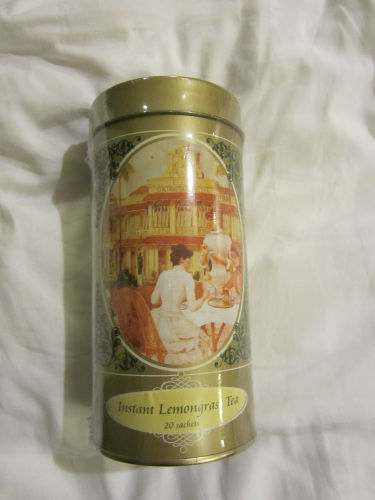 Instant Lemongrass Tea
20 sachets